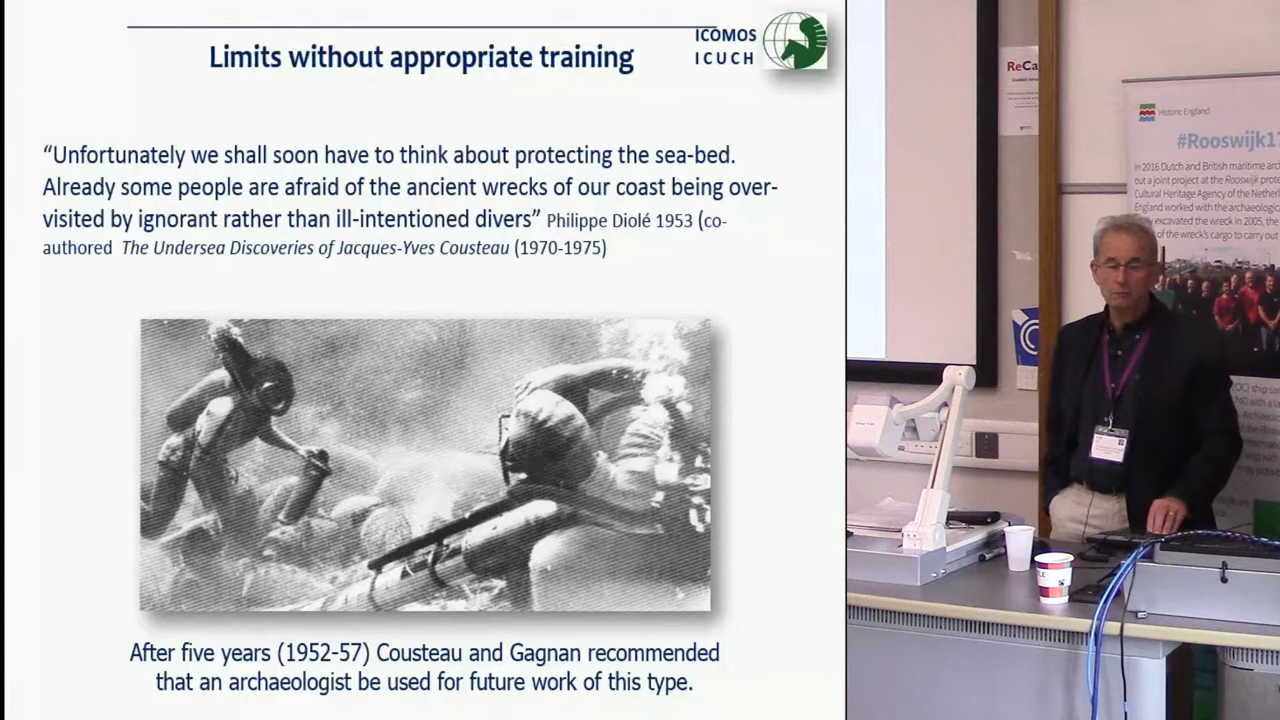 Limits without appropriate training
ICOMOS
ICUCH
“Unfortunately we shall soon have to think about protecting the sea-bed.
Already some people are afraid of the ancient wrecks of our coast being over-
visited by ignorant rather than ill-intentioned divers” Philippe Diolé 1953 (co-
authored The Undersea Discoveries of Jacques-Yves Cousteau (1970-1975)
After five years (1952-57) Cousteau and Gagnan recommended
that an archaeologist be used for future work of this type.
ReCa
Historic England
#Rooswijk1
In 2016 Dutch and British maritime arc
out a joint project at the Rooswijk prote
Cultural Heritage Agency of the Netherl
England worked with the archaeological
excavated the wreck in 2005, the
of the wreck's cargo to carry out